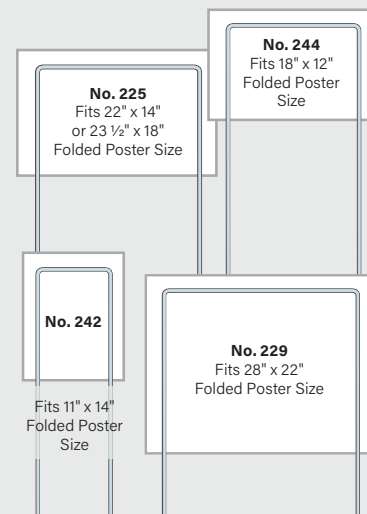 No. 225
Fits 22" x 14"
or 23 ½" x 18"
Folded Poster Size
No. 244
Fits 18" x 12"
Folded Poster
Size
No. 242
Fits 11" x 14"
Folded Poster
Size
No. 229
Fits 28" x 22"
Folded Poster Size